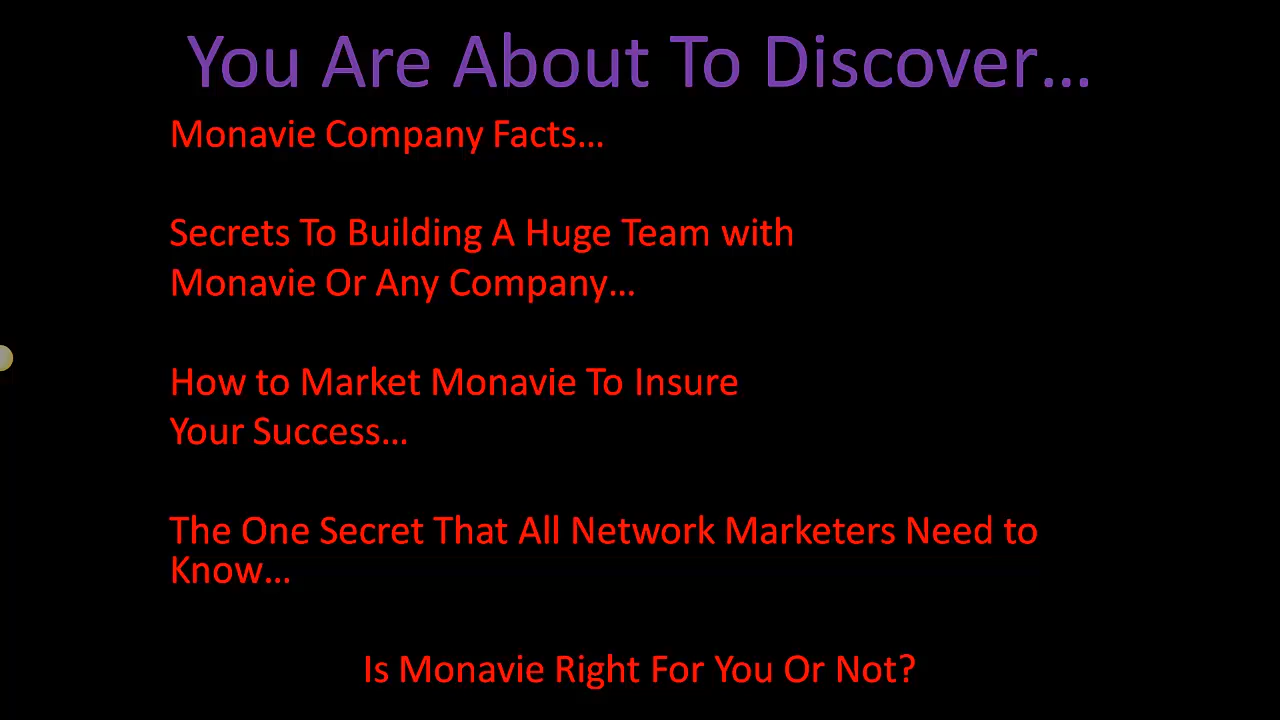 You Are About To Discover…
Monavie Company Facts…
Secrets To Building A Huge Team with
Monavie Or Any Company…
How to Market Monavie To Insure
Your Success…
The One Secret That All Network Marketers Need to
Know…
Is Monavie Right For You Or Not?